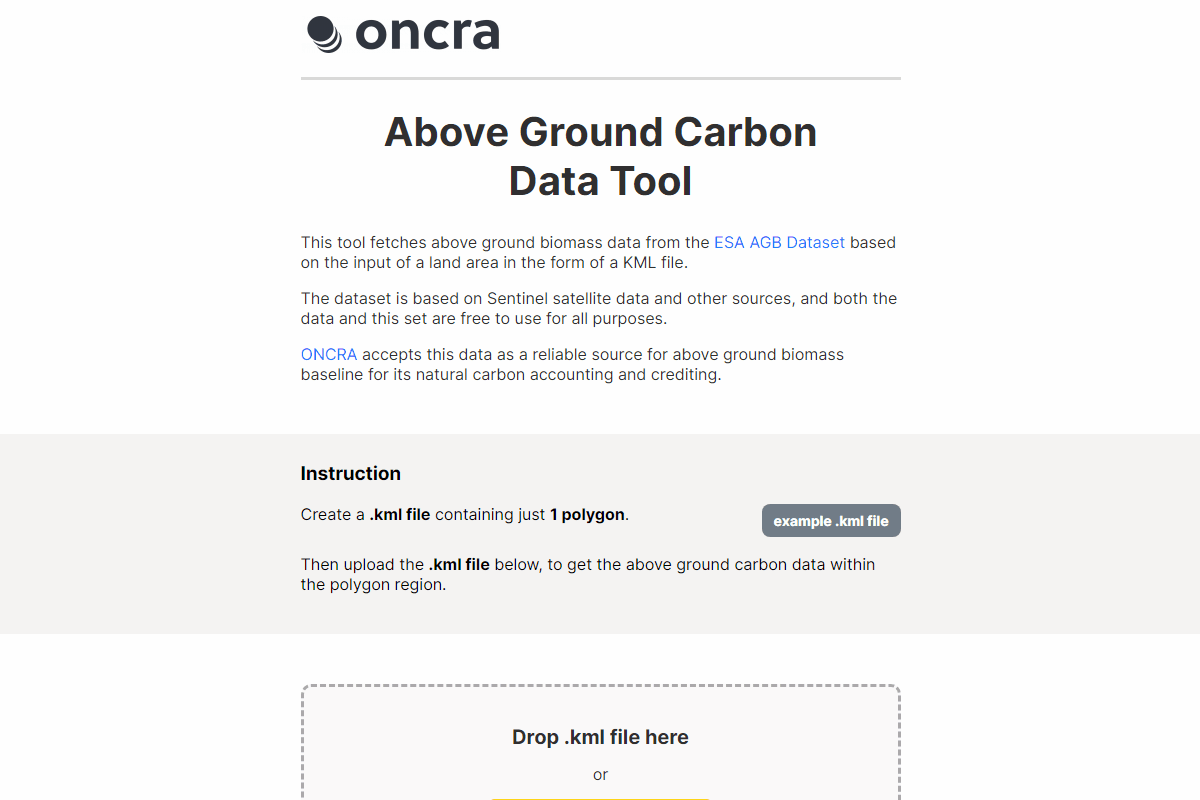 oncra
Above Ground Carbon
Data Tool
This tool fetches above ground biomass data from the ESA AGB Dataset based
on the input of a land area in the form of a KML file.
The dataset is based on Sentinel satellite data and other sources, and both the
data and this set are free to use for all purposes.
ONCRA accepts this data as a reliable source for above ground biomass
baseline for its natural carbon accounting and crediting.
Instruction
Create a .kml file containing just 1 polygon.
example .kml file
Then upload the .kml file below, to get the above ground carbon data within
the polygon region.
Drop .kml file here
or